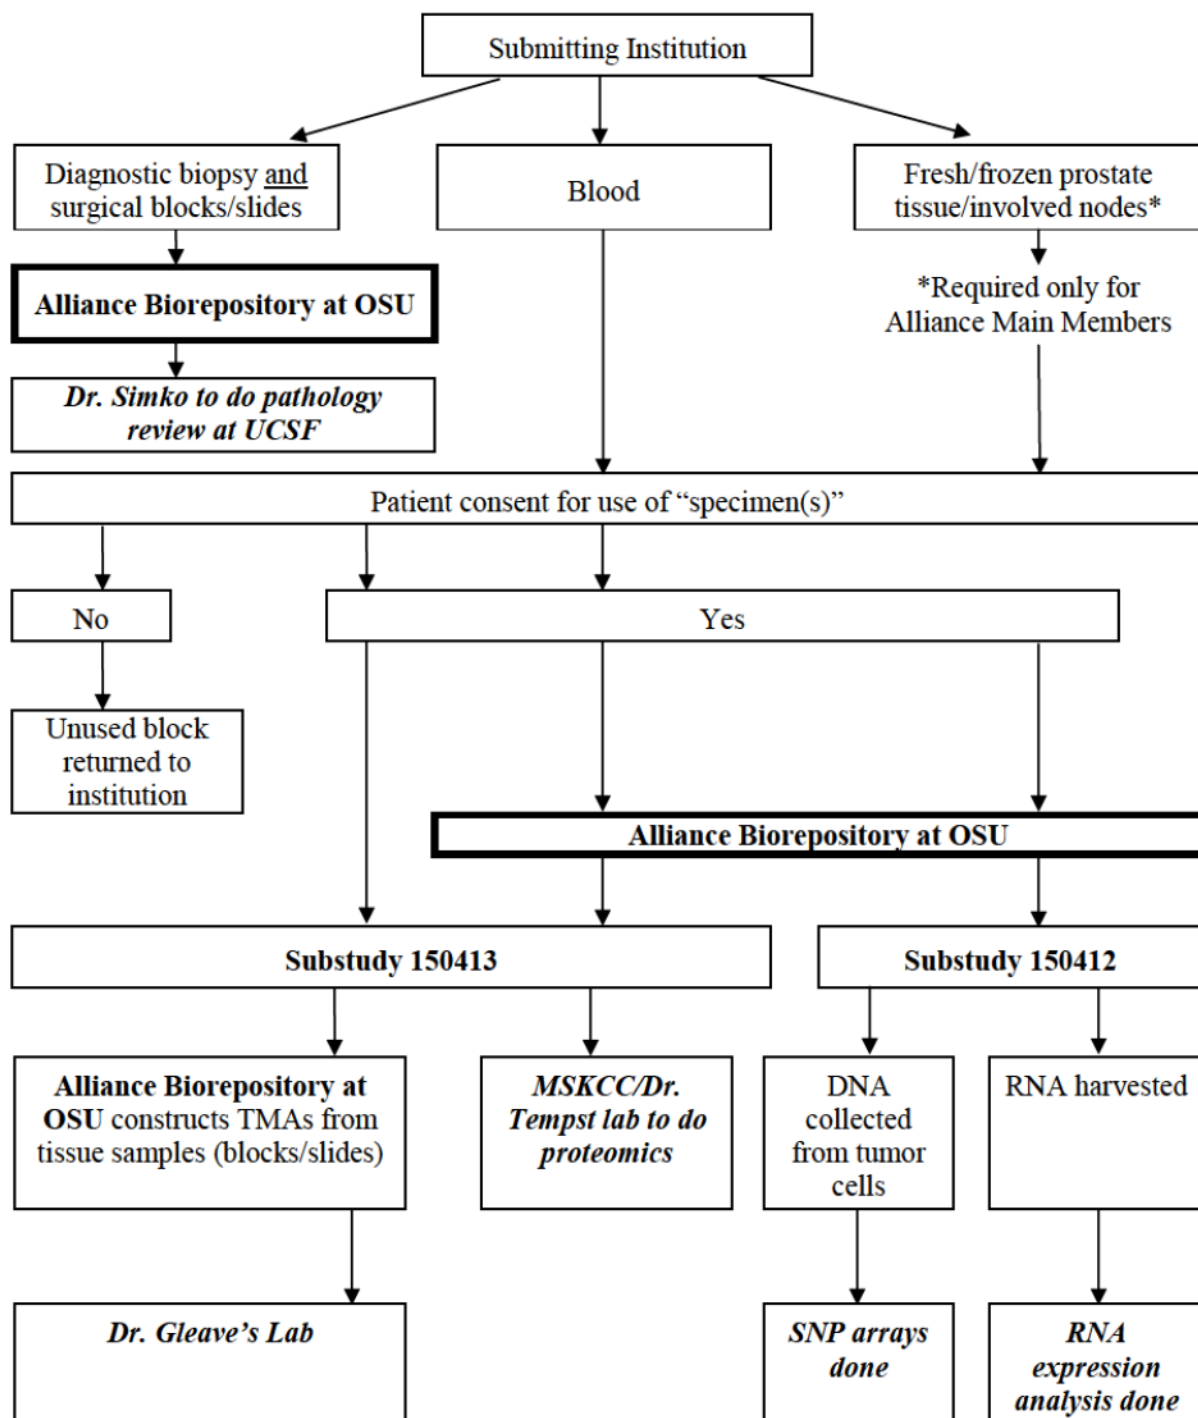 Submitting Institution
Diagnostic biopsy and
surgical blocks/slides
Blood
Fresh/frozen prostate
tissue/involved nodes*
Alliance Biorepository at OSU
*Required only for
Alliance Main Members
Dr. Simko to do pathology
review at UCSF
Patient consent for use of “specimen(s)”
No
Yes
Unused block
returned to
institution
Alliance Biorepository at OSU
Substudy 150413
Substudy 150412
Alliance Biorepository at
OSU constructs TMAs from
tissue samples (blocks/slides)
MSKCC/Dr.
Tempst lab to do
proteomics
DNA
collected
from tumor
cells
RNA harvested
Dr. Gleave’s Lab
SNP arrays
done
RNA
expression
analysis done